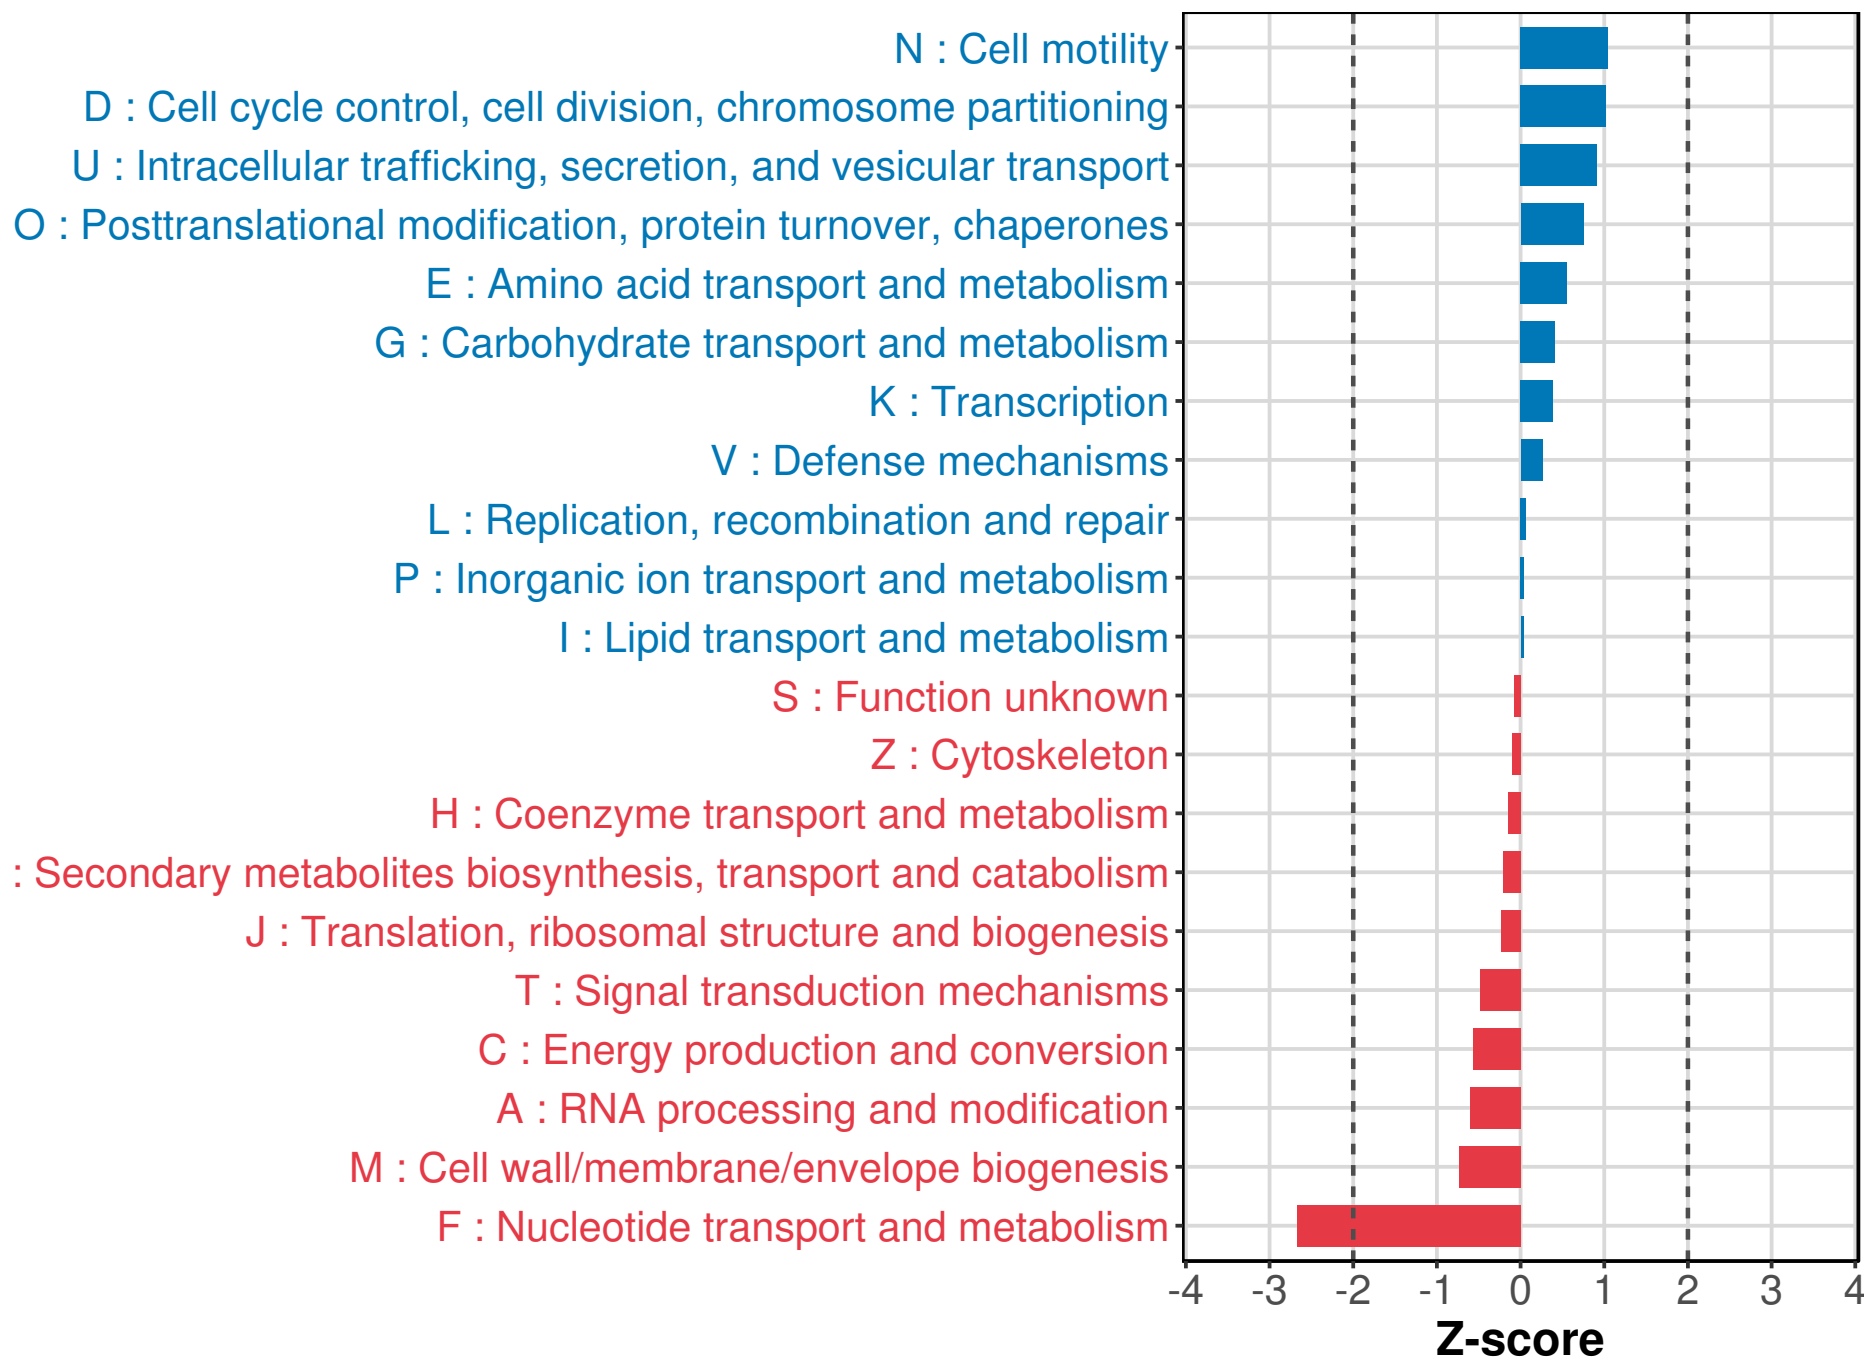 N : Cell motility
D : Cell cycle control, cell division, chromosome partitioning
U : Intracellular trafficking, secretion, and vesicular transport
O : Posttranslational modification, protein turnover, chaperones
E : Amino acid transport and metabolism
G : Carbohydrate transport and metabolism
K : Transcription
V : Defense mechanisms
L : Replication, recombination and repair
P : Inorganic ion transport and metabolism
I : Lipid transport and metabolism
S : Function unknown
Z : Cytoskeleton
H : Coenzyme transport and metabolism
: Secondary metabolites biosynthesis, transport and catabolism
J : Translation, ribosomal structure and biogenesis
T : Signal transduction mechanisms
C : Energy production and conversion
A : RNA processing and modification
M : Cell wall/membrane/envelope biogenesis
F : Nucleotide transport and metabolism
-4 -3 -2 -1 0 1 2 3 4
Z-score